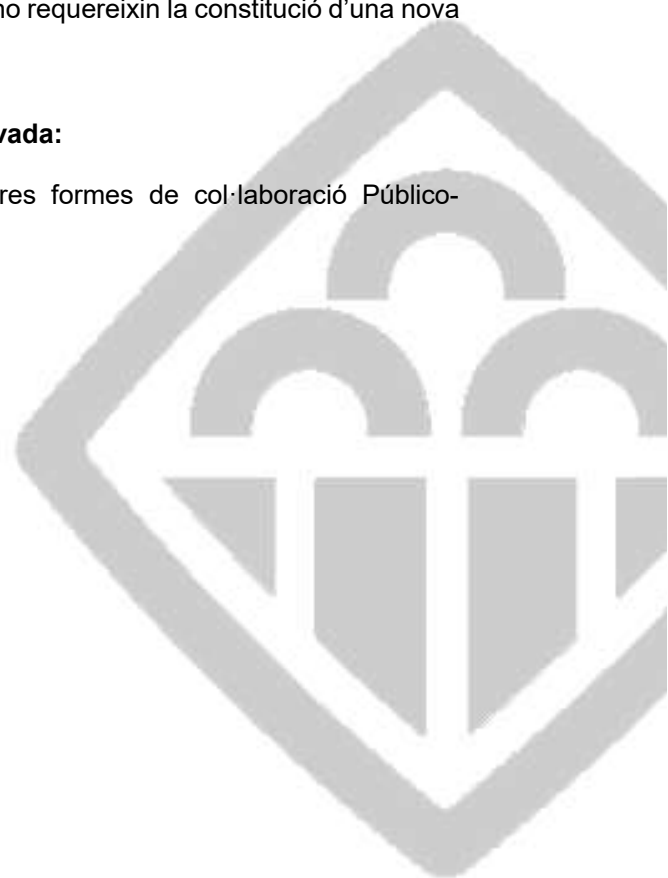 no requereixin la constitució d’una nova
vada:
res formes de col·laboració Público-